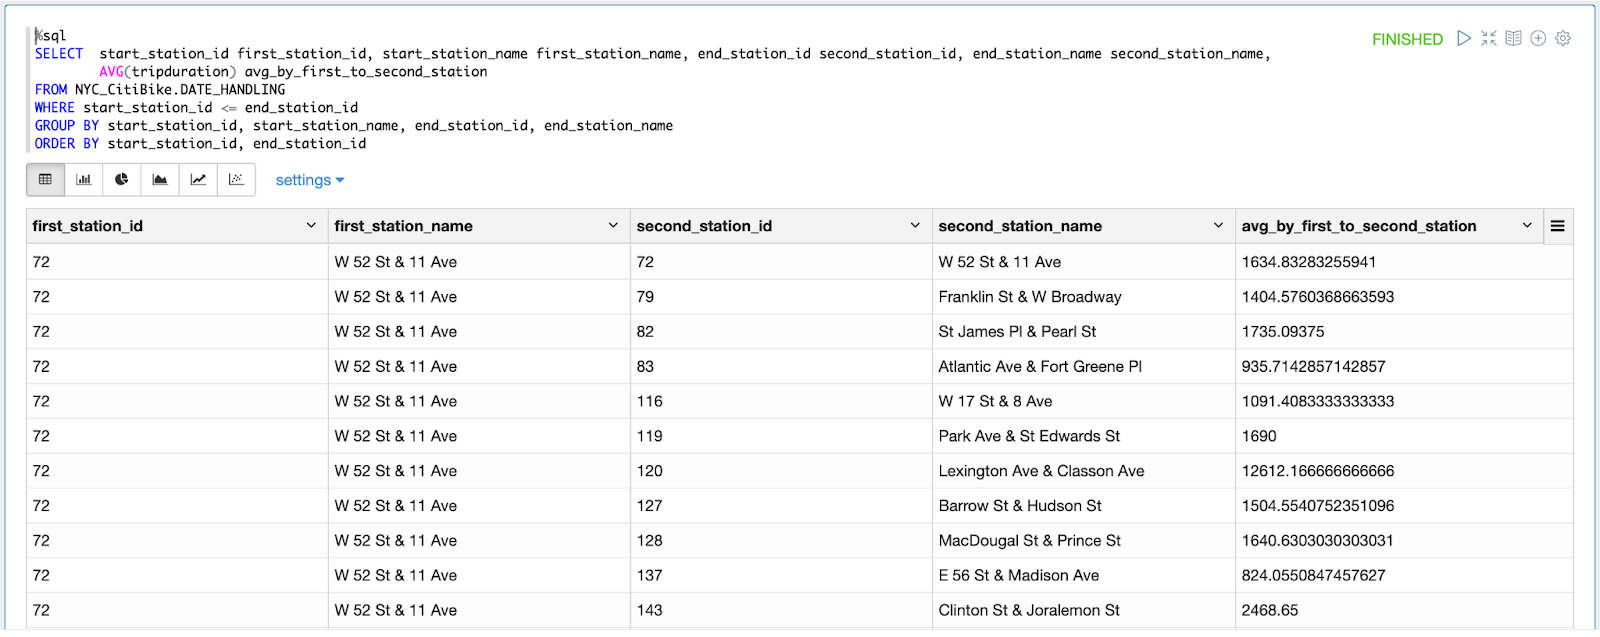 %sql
FINISHED
SELECT  start_station_id first_station_id, start_station_name first_station_name, end_station_id second_station_id, end_station_name second_station_name,
AVG(tripduration) avg_by_first_to_second_station
FROM NYC_CitiBike.DATE_HANDLING
WHERE start_station_id <= end_station_id
GROUP BY start_station_id, start_station_name, end_station_id, end_station_name
ORDER BY start_station_id, end_station_id
settings
first_station_id first_station_name second_station_id second_station_name avg_by_first_to_second_station
72 W 52 St & 11 Ave 72 W 52 St & 11 Ave 1634.83283255941
72 W 52 St & 11 Ave 79 Franklin St & W Broadway 1404.5760368663593
72 W 52 St & 11 Ave 82 St James Pl & Pearl St 1735.09375
72 W 52 St & 11 Ave 83 Atlantic Ave & Fort Greene Pl 935.7142857142857
72 W 52 St & 11 Ave 116 W 17 St & 8 Ave 1091.4083333333333
72 W 52 St & 11 Ave 119 Park Ave & St Edwards St 1690
72 W 52 St & 11 Ave 120 Lexington Ave & Classon Ave 12612.166666666666
72 W 52 St & 11 Ave 127 Barrow St & Hudson St 1504.5540752351096
72 W 52 St & 11 Ave 128 MacDougal St & Prince St 1640.6303030303031
72 W 52 St & 11 Ave 137 E 56 St & Madison Ave 824.0550847457627
72 W 52 St & 11 Ave 143 Clinton St & Joralemon St 2468.65